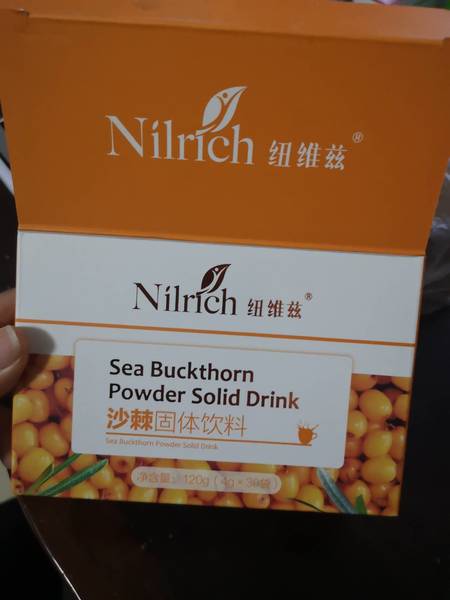 Nilrich 纽维兹®
Nilrich 纽维兹®
Sea Buckthorn
Powder Solid Drink
沙棘固体饮料
Sea Buckthorn Powder Solid Drink
净含量：120g（4g×30袋）